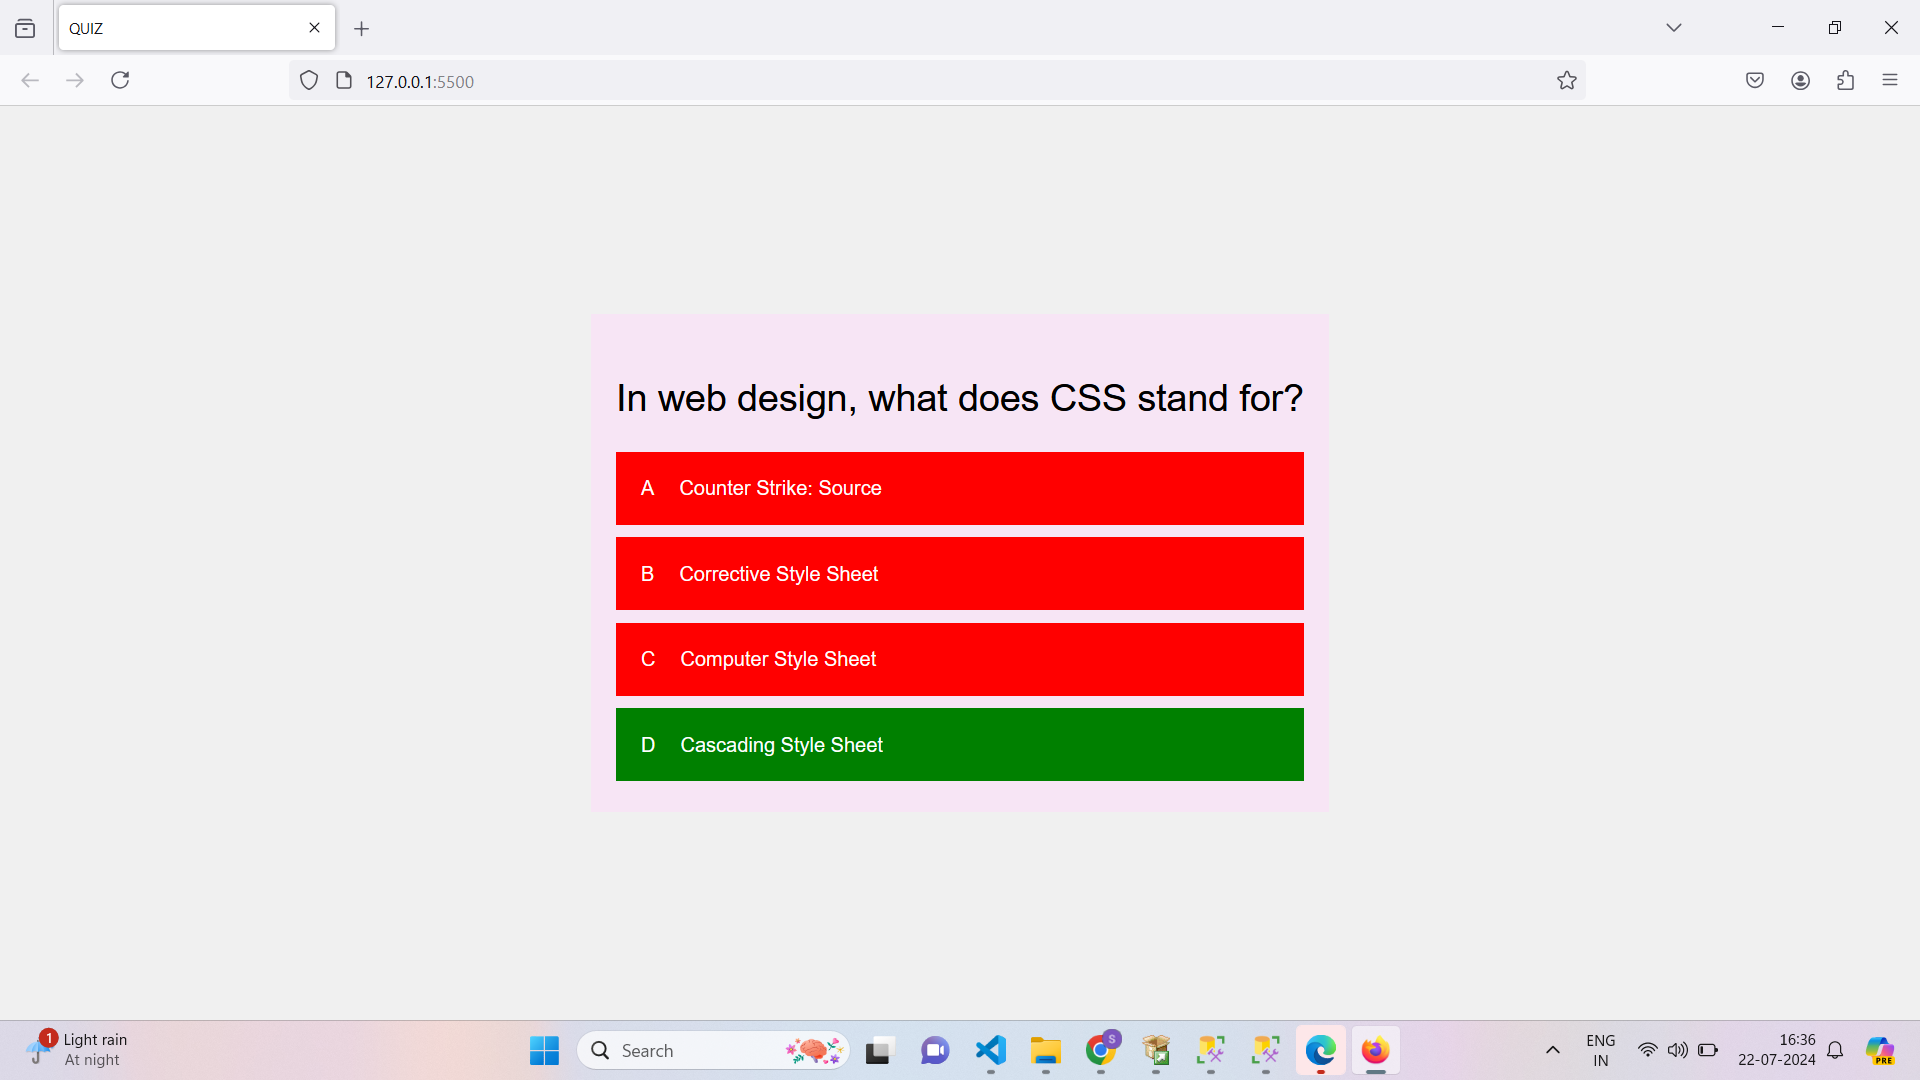 QUIZ
127.0.0.1:5500
In web design, what does CSS stand for?
A Counter Strike: Source
B Corrective Style Sheet
C Computer Style Sheet
D Cascading Style Sheet
1
Light rain
At night
Search
S
ENG
IN
16:36
22-07-2024
PRE